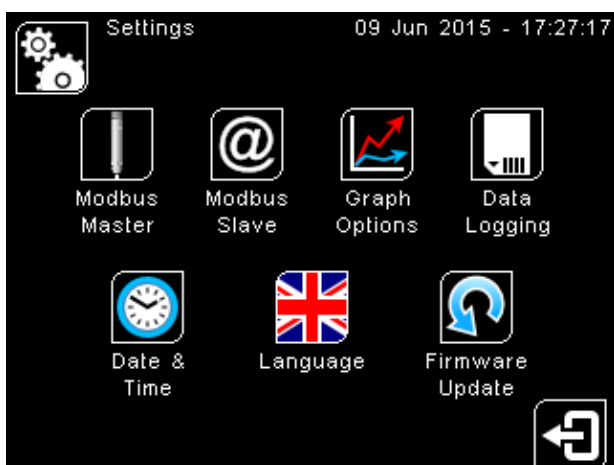 Settings
09 Jun 2015 - 17:27:17
@
Modbus Master
Modbus Slave
Graph Options
Data Logging
Date & Time
Language
Firmware Update